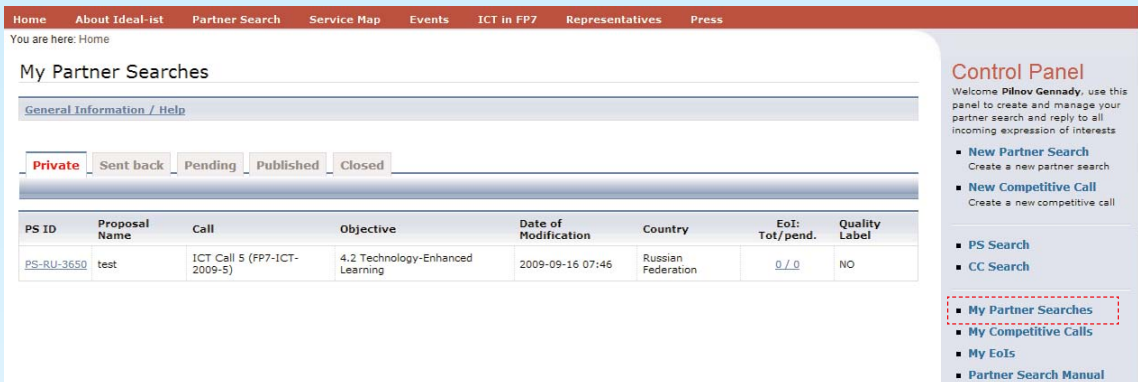 Home About Ideal-ist Partner Search Service Map Events ICT in FP7 Representatives Press
You are here: Home
My Partner Searches
General Information / Help
Private Sent back Pending Published Closed
PS ID Proposal Name Call Objective Date of Modification Country EoI: Tot/pend. Quality Label
PS-RU-3650 test ICT Call 5 (FP7-ICT-2009-5) 4.2 Technology-Enhanced Learning 2009-09-16 07:46 Russian Federation 0 / 0 NO
Control Panel
Welcome Pilnov Gennady, use this
panel to create and manage your
partner search and reply to all
incoming expression of interests
New Partner Search
Create a new partner search
New Competitive Call
Create a new competitive call
PS Search
CC Search
My Partner Searches
My Competitive Calls
My EoIs
Partner Search Manual